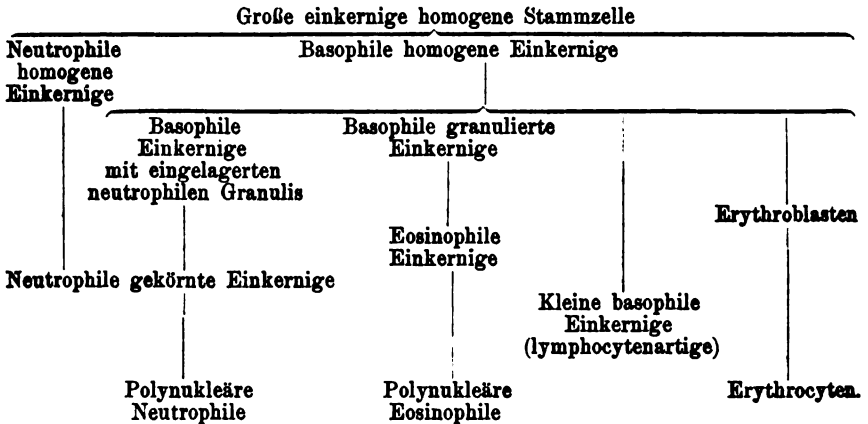 Große einkernige homogene Stammzelle
Neutrophile
homogene
Einkernige
Basophile homogene Einkernige
Basophile
Einkernige
mit eingelagerten
neutrophilen Granulis
Basophile granulierte
Einkernige
Erythroblasten
Eosinophile
Einkernige
Neutrophile gekörnte Einkernige
Kleine basophile
Einkernige
(lymphocytenartige)
Polynukleäre
Neutrophile
Polynukleäre
Eosinophile
Erythrocyten.